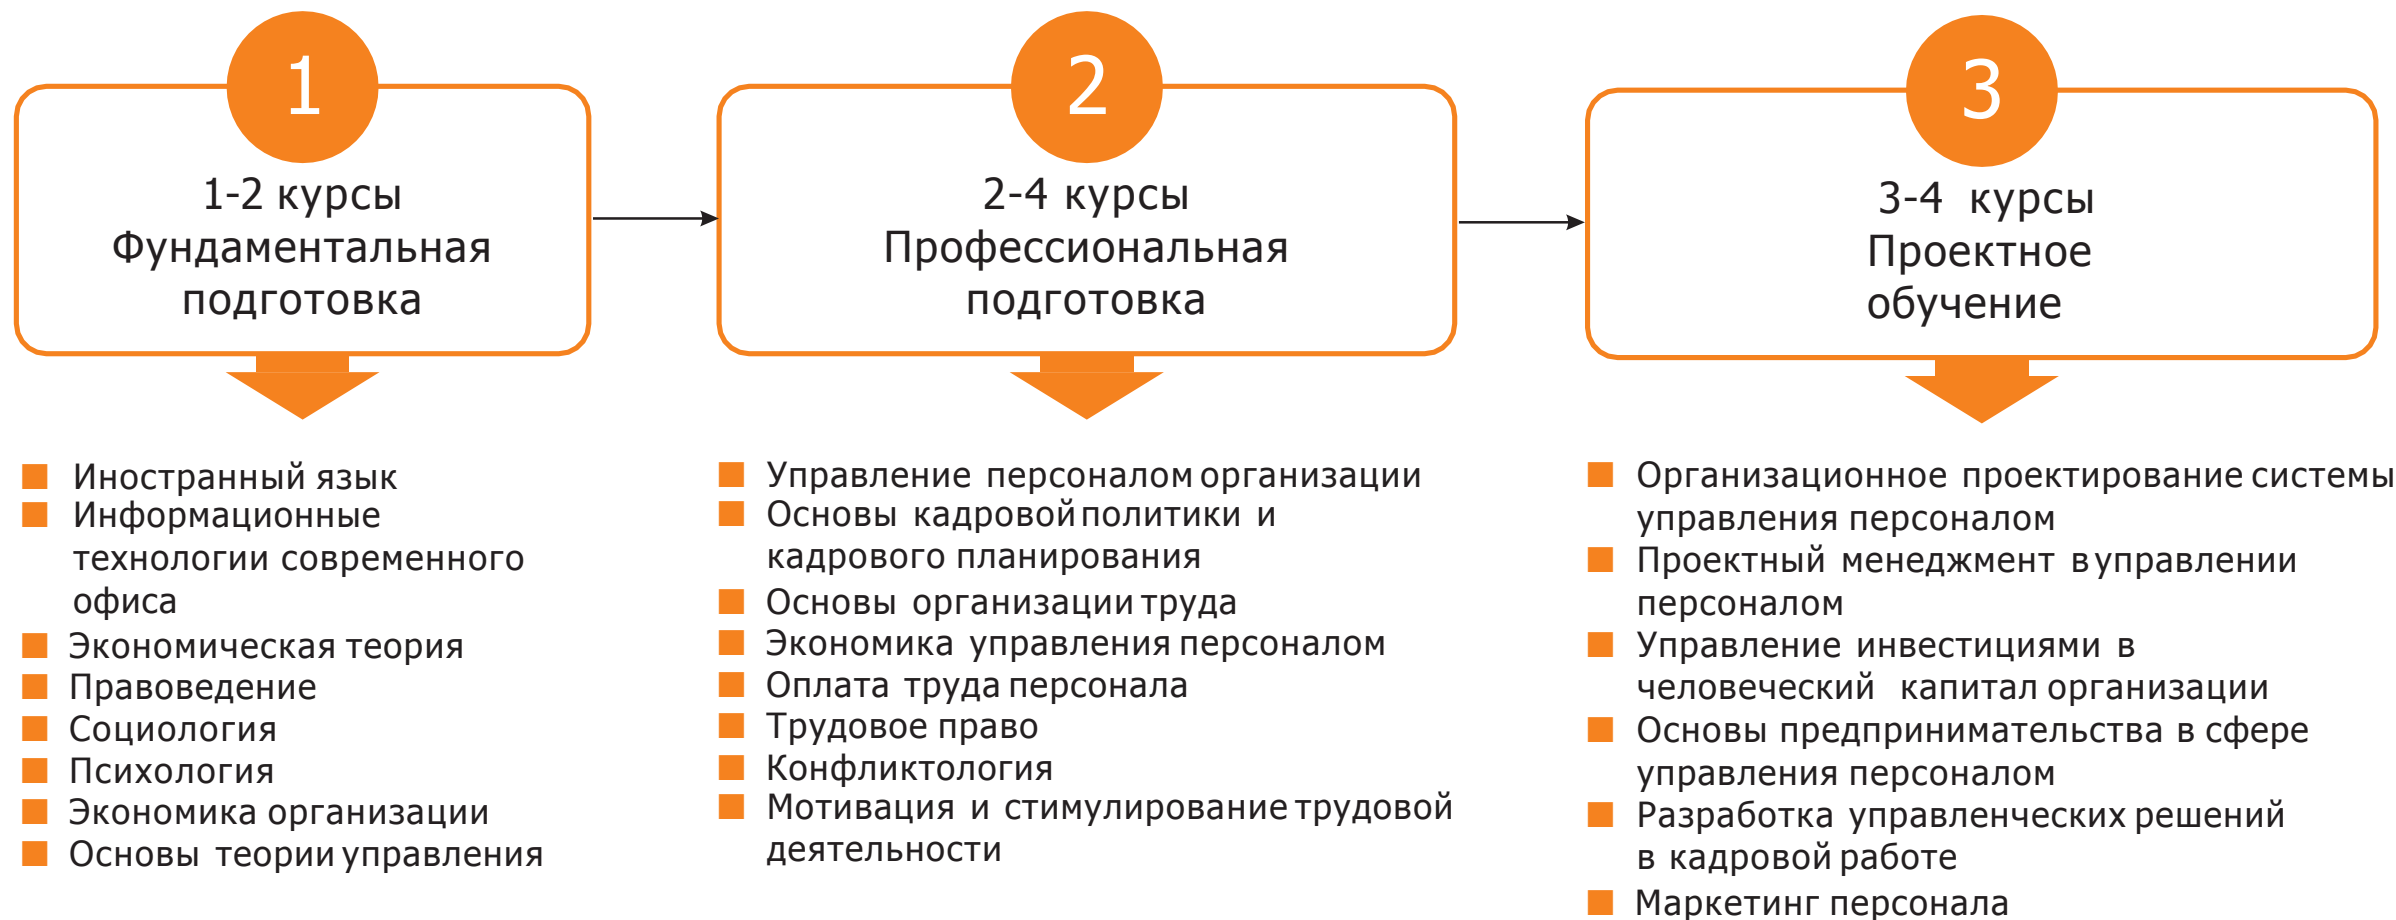 1
1-2 курсы
Фундаментальная
подготовка
Иностранный язык
Информационные
технологии современного
офиса
Экономическая теория
Правоведение
Социология
Психология
Экономика организации
Основы теории управления
2
2-4 курсы
Профессиональная
подготовка
Управление персоналом организации
Основы кадровой политики и
кадрового планирования
Основы организации труда
Экономика управления персоналом
Оплата труда персонала
Трудовое право
Конфликтология
Мотивация и стимулирование трудовой
деятельности
3
3-4 курсы
Проектное
обучение
Организационное проектирование системы
управления персоналом
Проектный менеджмент в управлении
персоналом
Управление инвестициями в
человеческий капитал организации
Основы предпринимательства в сфере
управления персоналом
Разработка управленческих решений
в кадровой работе
Маркетинг персонала